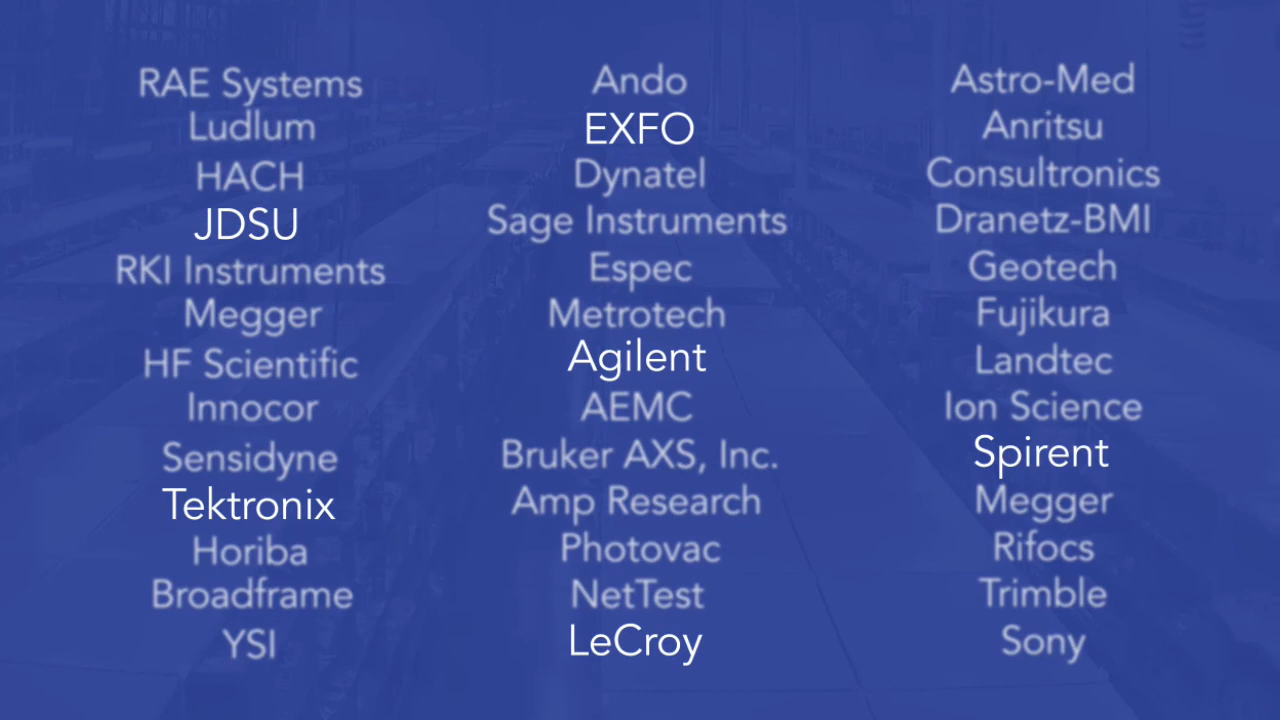 RAE Systems
Ludlum
HACH
JDSU
RKI Instruments
Megger
HF Scientific
Innocor
Sensidyne
Tektronix
Horiba
Broadframe
YSI
Ando
EXFO
Dynatel
Sage Instruments
Espec
Metrotech
Agilent
AEMC
Bruker AXS, Inc.
Amp Research
Photovac
NetTest
LeCroy
Astro-Med
Anritsu
Consultronics
Dranetz-BMI
Geotech
Fujikura
Landtec
Ion Science
Spirent
Megger
Rifocs
Trimble
Sony